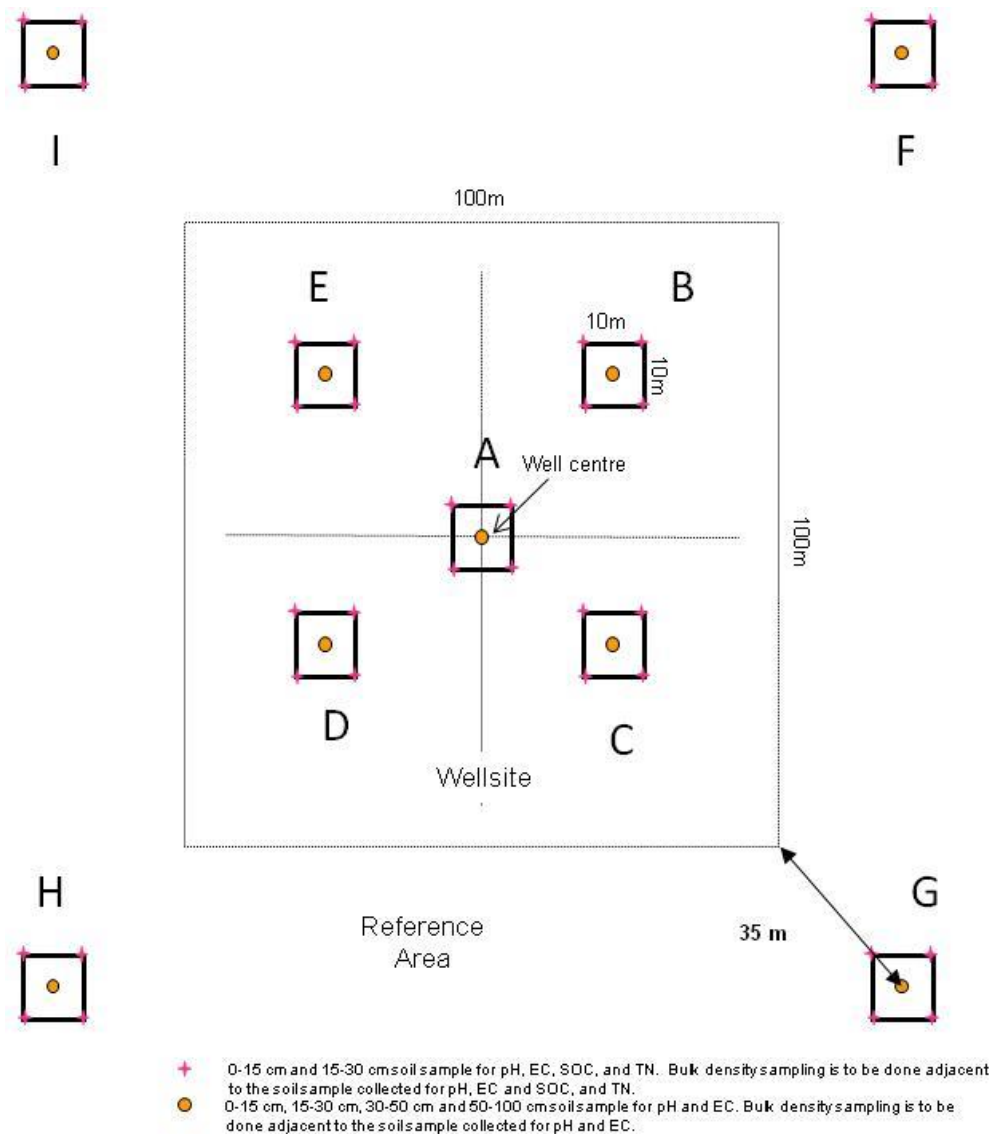 I
F
100m
E
B
10m
10m
A
Well centre
100m
D
C
Wellsite
H
G
Reference
Area
35 m
0-15 cm and 15-30 cm soil sample for pH, EC, SOC, and TN. Bulk density sampling is to be done adjacent
to the soil sample collected for pH, EC and SOC, and TN.
0-15 cm, 15-30 cm, 30-50 cm and 50-100 cm soil sample for pH and EC. Bulk density sampling is to be
done adjacent to the soil sample collected for pH and EC.